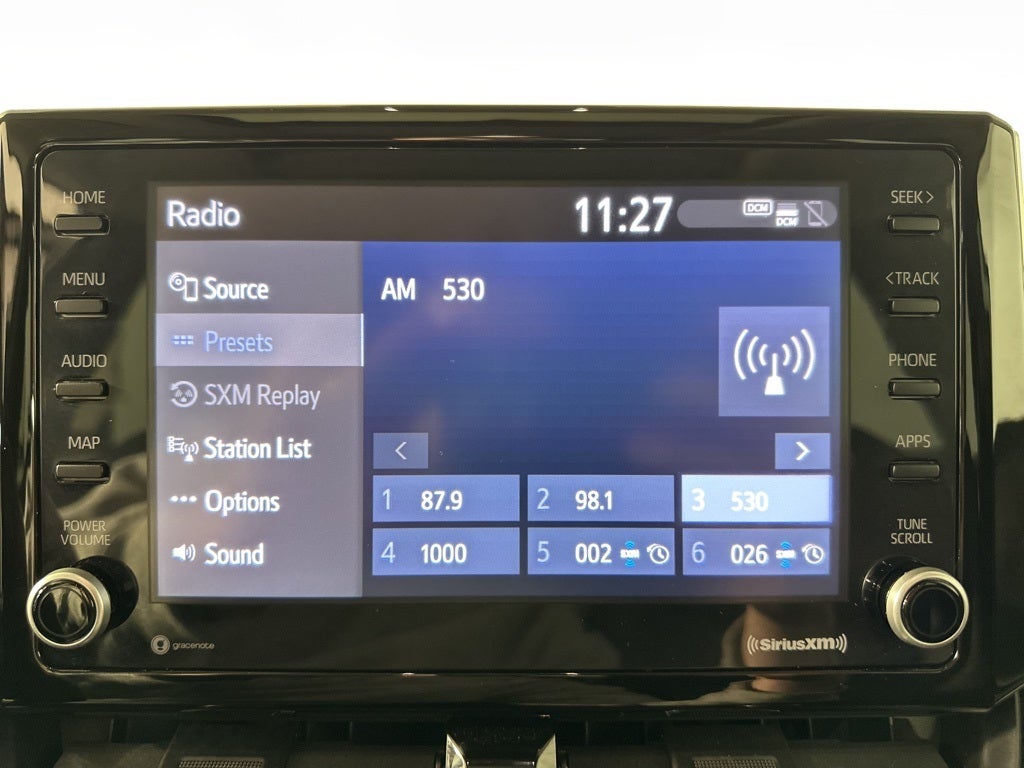 HOME
MENU
AUDIO
MAP
POWER
VOLUME
Radio
11:27
DCM
DCM
Source
Presets
SXM Replay
Station List
Options
Sound
AM 530
<
>
1 87.9
2 98.1
3 530
4 1000
5 002 SXM
6 026 SXM
SEEK >
< TRACK
PHONE
APPS
TUNE
SCROLL
g gracenote
((SiriusXM))